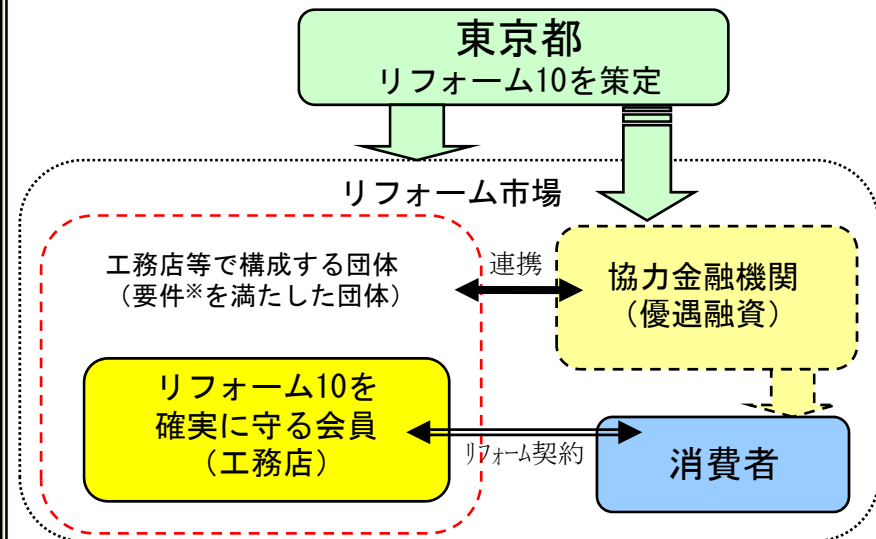 東京都
リフォーム10を策定
リフォーム市場
工務店等で構成する団体
（要件※を満たした団体）
連携
協力金融機関
（優遇融資）
リフォーム10を
確実に守る会員
（工務店）
ﾘﾌｫｰﾑ契約
消費者